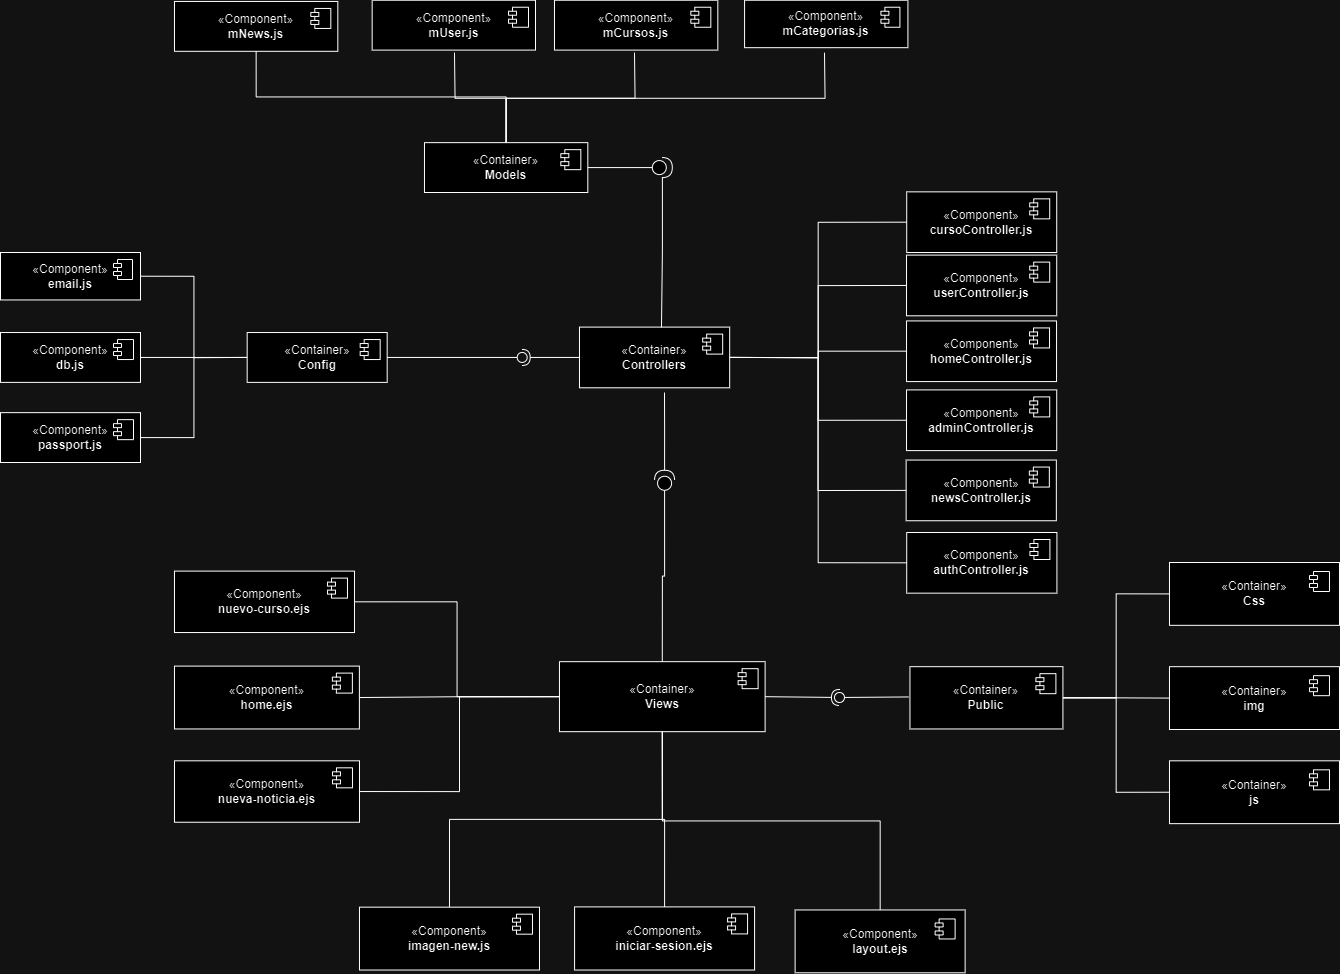 «Component»
mNews.js
«Component»
mUser.js
«Component»
mCursos.js
«Component»
mCategorias.js
«Container»
Models
«Component»
cursoController.js
«Component»
email.js
«Component»
userController.js
«Component»
db.js
«Container»
Config
«Container»
Controllers
«Component»
homeController.js
«Component»
passport.js
«Component»
adminController.js
«Component»
newsController.js
«Component»
authController.js
«Component»
nuevo-curso.ejs
«Container»
Css
«Component»
home.ejs
«Container»
Views
«Container»
Public
«Container»
img
«Component»
nueva-noticia.ejs
«Container»
js
«Component»
imagen-new.js
«Component»
iniciar-sesion.ejs
«Component»
layout.ejs